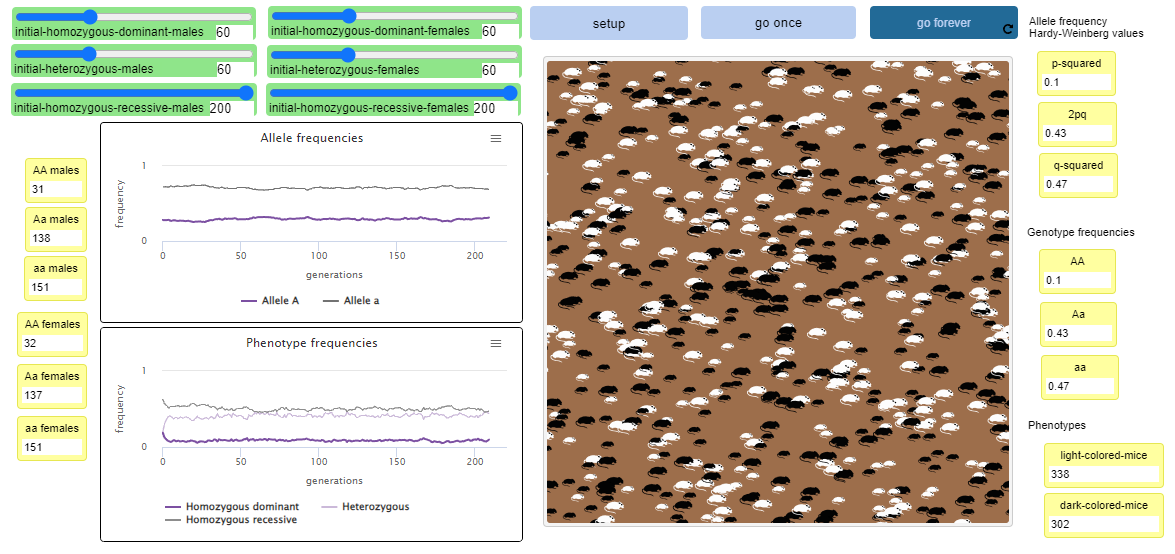 initial-homozygous-dominant-males 60
initial-homozygous-dominant-females 60
initial-heterozygous-males 60
initial-heterozygous-females 60
initial-homozygous-recessive-males 200
initial-homozygous-recessive-females 200
setup
go once
go forever
AA males
31
Aa males
138
aa males
151
AA females
32
Aa females
137
aa females
151
Allele frequencies
frequency
1
0
0 50 100 150 200
generations
Allele A Allele a
Phenotype frequencies
frequency
1
0
0 50 100 150 200
generations
Homozygous dominant Heterozygous
Homozygous recessive
Allele frequency
Hardy-Weinberg values
p-squared
0.1
2pq
0.43
q-squared
0.47
Genotype frequencies
AA
0.1
Aa
0.43
aa
0.47
Phenotypes
light-colored-mice
338
dark-colored-mice
302